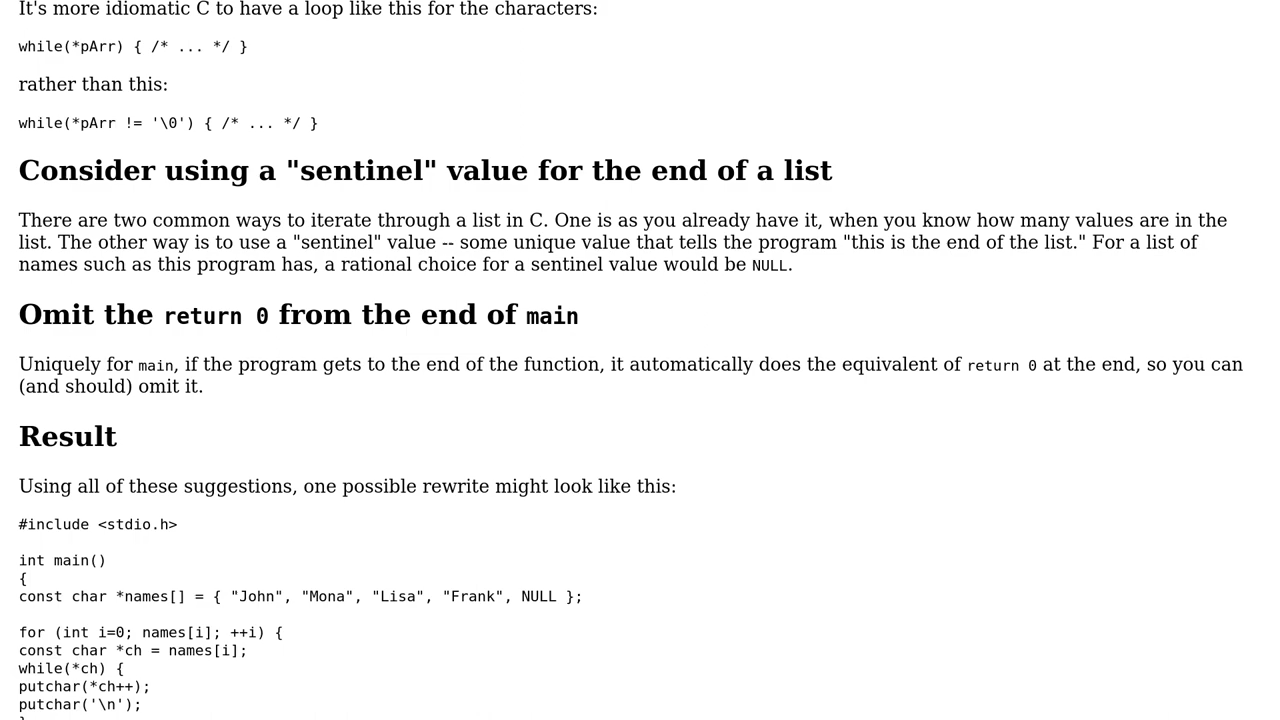 It's more idiomatic C to have a loop like this for the characters:
while(*pArr) { /* ... */ }
rather than this:
while(*pArr != '\0') { /* ... */ }
Consider using a "sentinel" value for the end of a list
There are two common ways to iterate through a list in C. One is as you already have it, when you know how many values are in the
list. The other way is to use a "sentinel" value -- some unique value that tells the program "this is the end of the list." For a list of
names such as this program has, a rational choice for a sentinel value would be NULL.
Omit the return 0 from the end of main
Uniquely for main, if the program gets to the end of the function, it automatically does the equivalent of return 0 at the end, so you can
(and should) omit it.
Result
Using all of these suggestions, one possible rewrite might look like this:
#include <stdio.h>
int main()
{
const char *names[] = { "John", "Mona", "Lisa", "Frank", NULL };
for (int i=0; names[i]; ++i) {
const char *ch = names[i];
while(*ch) {
putchar(*ch++);
putchar('\n');
}